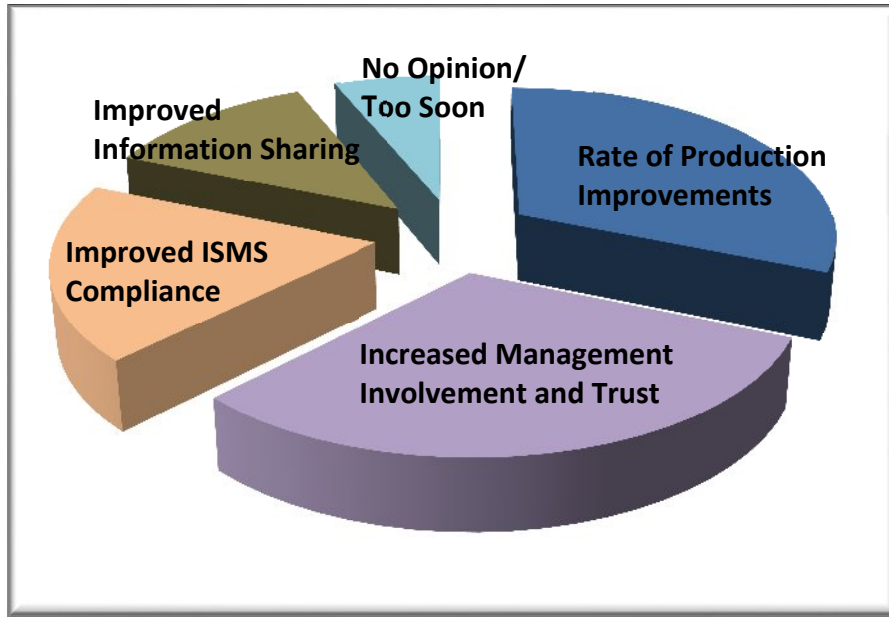 No Opinion/
Too Soon
Improved
Information Sharing
Rate of Production
Improvements
Improved ISMS
Compliance
Increased Management
Involvement and Trust